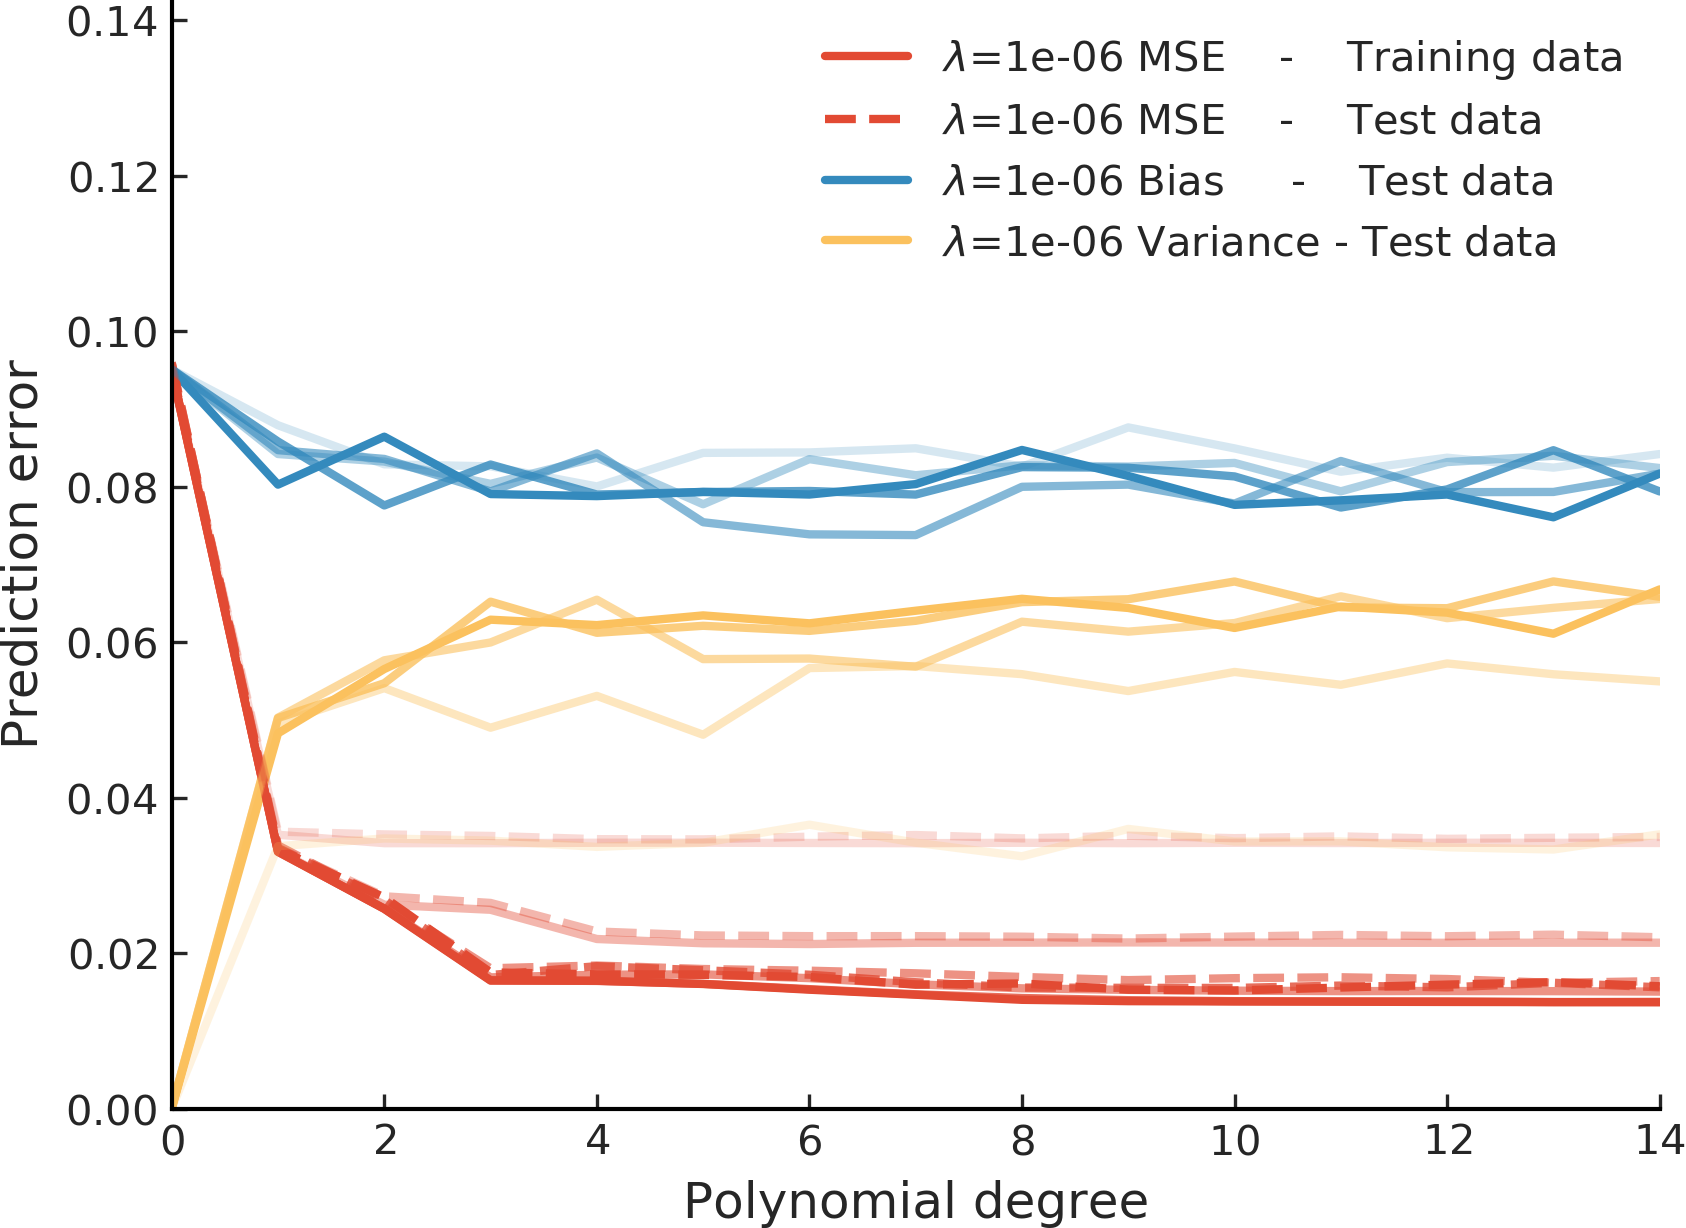 0.14
0.12
0.10
0.08
0.06
0.04
0.02
0.00
0 2 4 6 8 10 12 14
Prediction error
Polynomial degree
λ=1e-06 MSE - Training data
λ=1e-06 MSE - Test data
λ=1e-06 Bias - Test data
λ=1e-06 Variance - Test data